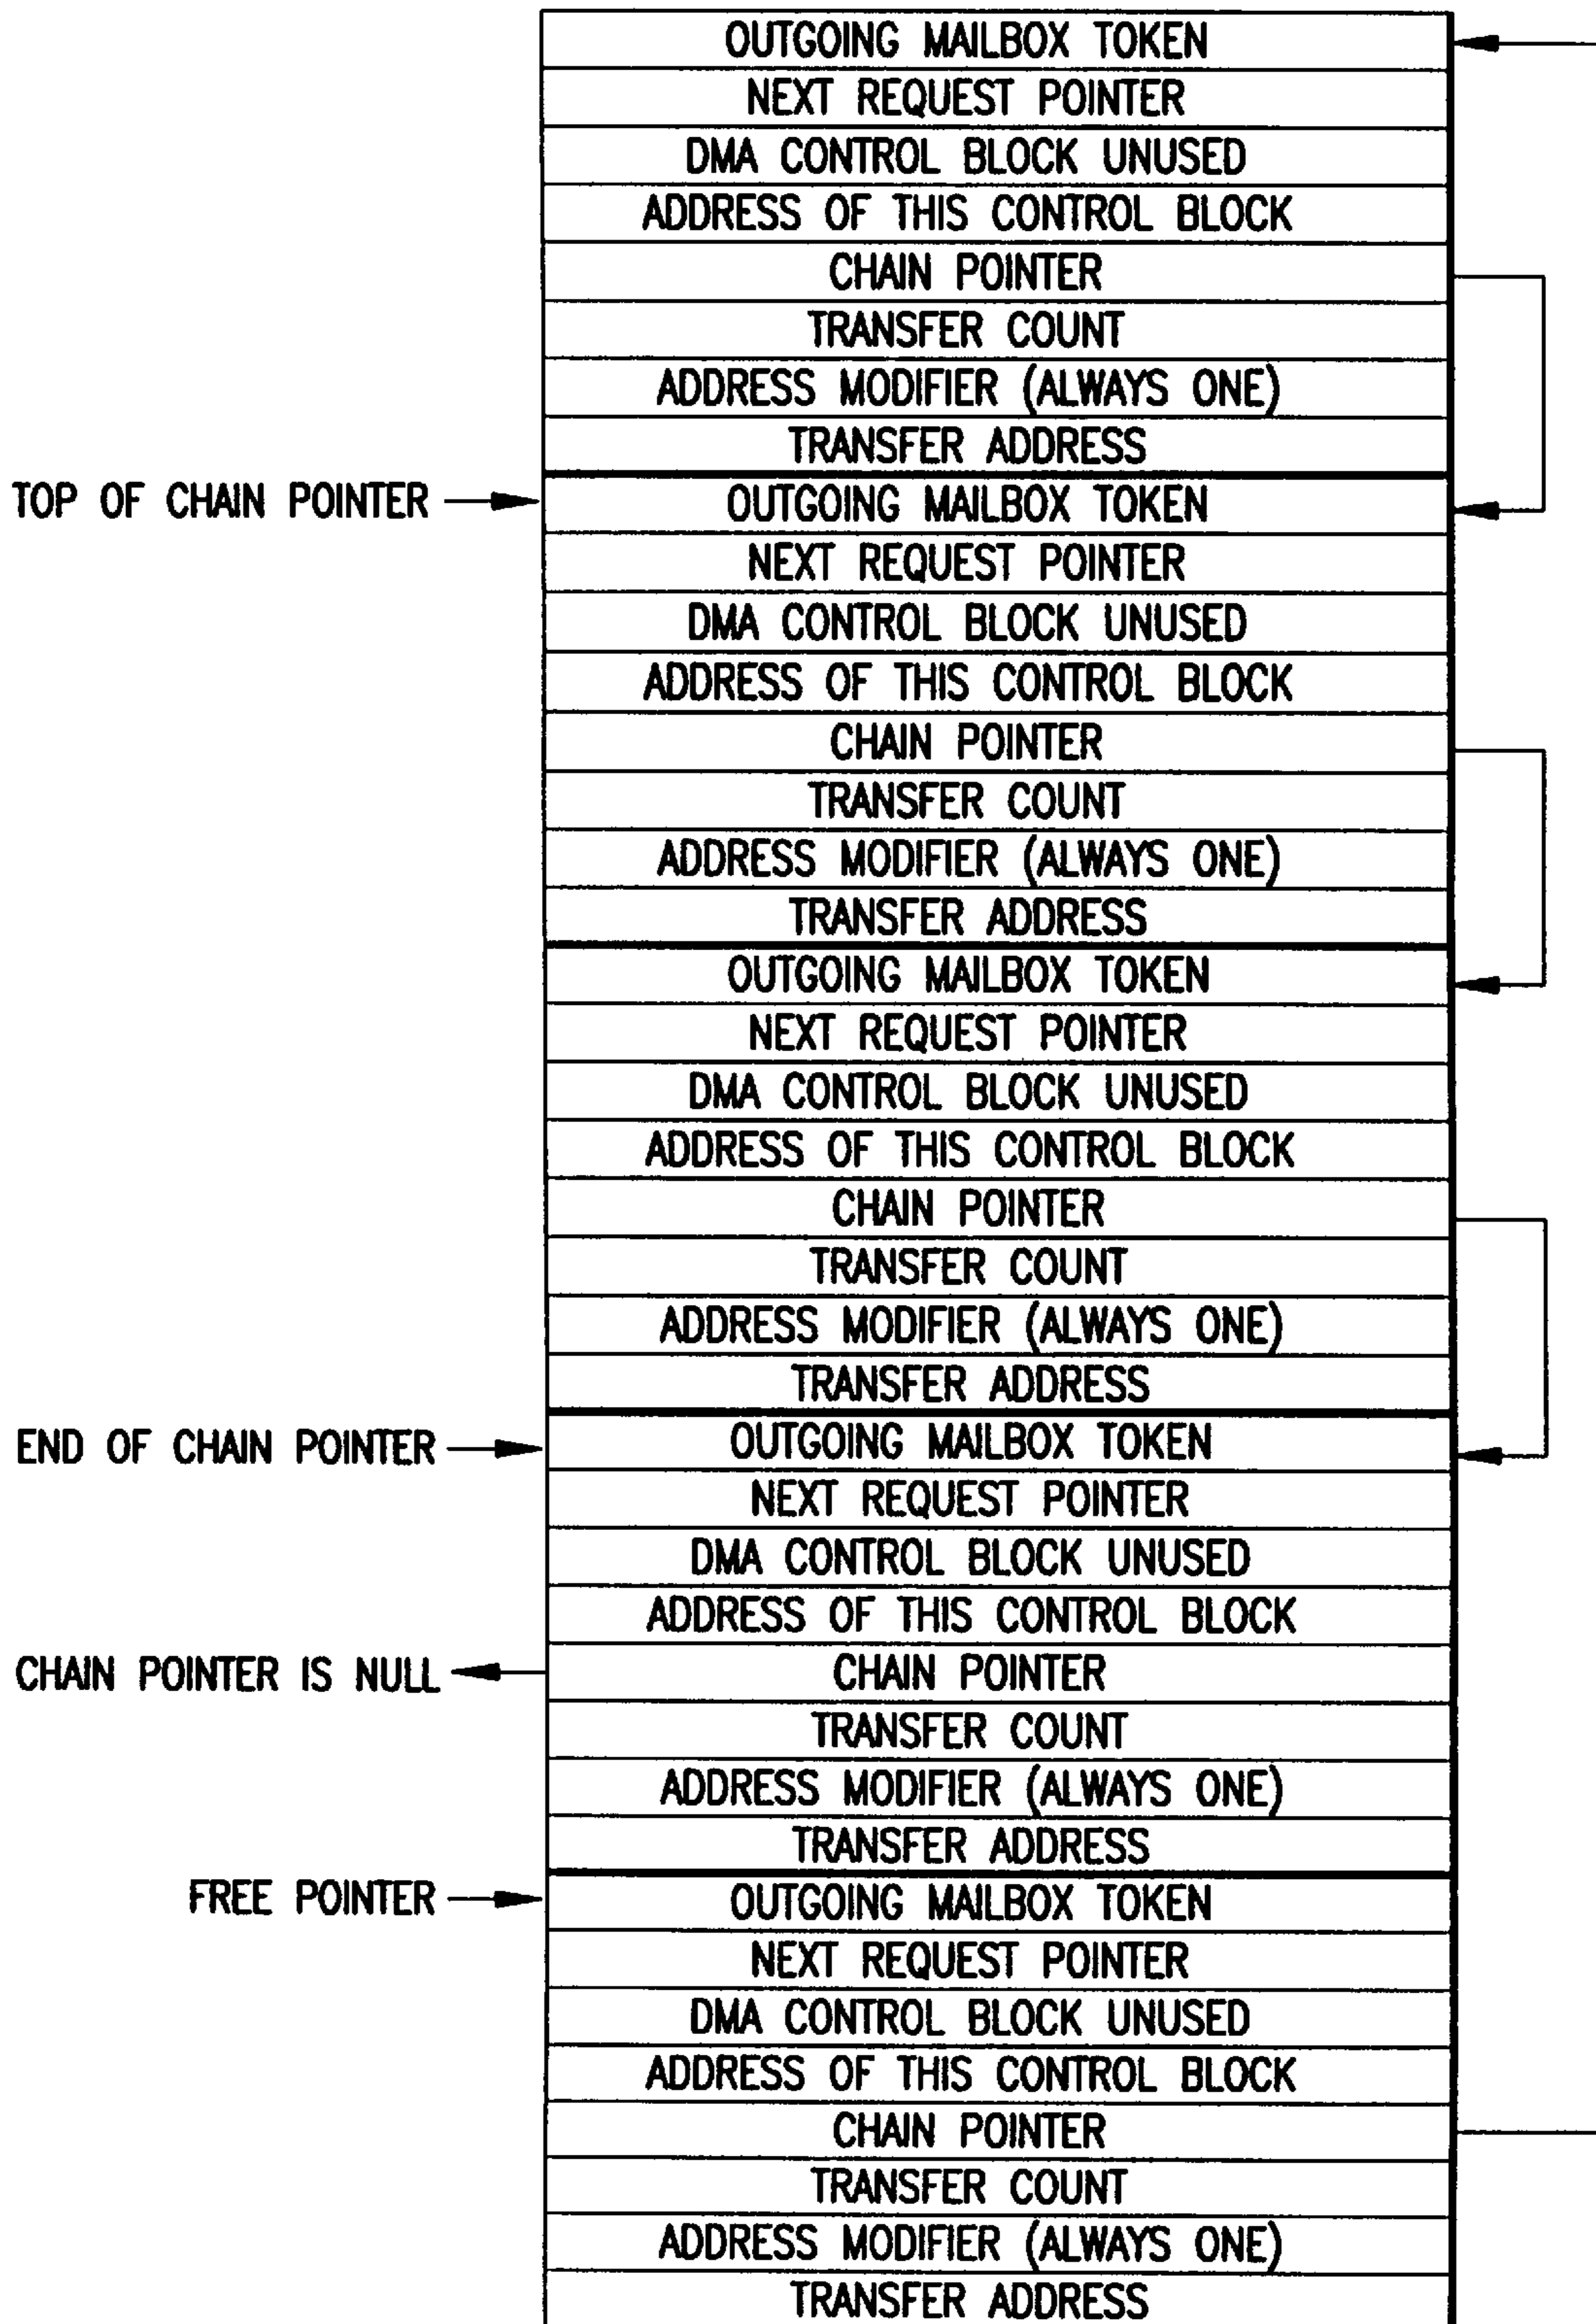 OUTGOING MAILBOX TOKEN
NEXT REQUEST POINTER
DMA CONTROL BLOCK UNUSED
ADDRESS OF THIS CONTROL BLOCK
CHAIN POINTER
TRANSFER COUNT
ADDRESS MODIFIER (ALWAYS ONE)
TRANSFER ADDRESS
TOP OF CHAIN POINTER
OUTGOING MAILBOX TOKEN
NEXT REQUEST POINTER
DMA CONTROL BLOCK UNUSED
ADDRESS OF THIS CONTROL BLOCK
CHAIN POINTER
TRANSFER COUNT
ADDRESS MODIFIER (ALWAYS ONE)
TRANSFER ADDRESS
OUTGOING MAILBOX TOKEN
NEXT REQUEST POINTER
DMA CONTROL BLOCK UNUSED
ADDRESS OF THIS CONTROL BLOCK
CHAIN POINTER
TRANSFER COUNT
ADDRESS MODIFIER (ALWAYS ONE)
TRANSFER ADDRESS
END OF CHAIN POINTER
OUTGOING MAILBOX TOKEN
NEXT REQUEST POINTER
DMA CONTROL BLOCK UNUSED
ADDRESS OF THIS CONTROL BLOCK
CHAIN POINTER IS NULL
CHAIN POINTER
TRANSFER COUNT
ADDRESS MODIFIER (ALWAYS ONE)
TRANSFER ADDRESS
FREE POINTER
OUTGOING MAILBOX TOKEN
NEXT REQUEST POINTER
DMA CONTROL BLOCK UNUSED
ADDRESS OF THIS CONTROL BLOCK
CHAIN POINTER
TRANSFER COUNT
ADDRESS MODIFIER (ALWAYS ONE)
TRANSFER ADDRESS